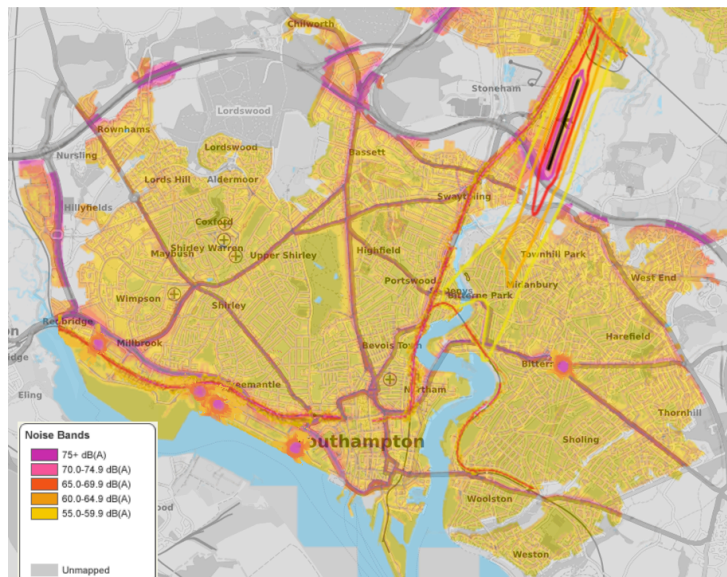 Chilworth
Stoneham
Lordswood
Rownhams
Lordswood
Bassett
Nursling
Lords Hill
Aldermoor
Swaythling
Hillyfields
Coxford
Shirley Warren
Maybush
Upper Shirley
Highfield
Townhill Park
Portswood
West End
Wimpson
Midanbury
Bitterne Park
Shirley
Redbridge
Millbrook
Bevois Town
Harefield
Bitterne
Eling
Northam
Thornhill
outhampton
Sholing
Woolston
Weston
Noise Bands
75+ dB(A)
70.0-74.9 dB(A)
65.0-69.9 dB(A)
60.0-64.9 dB(A)
55.0-59.9 dB(A)
Unmapped